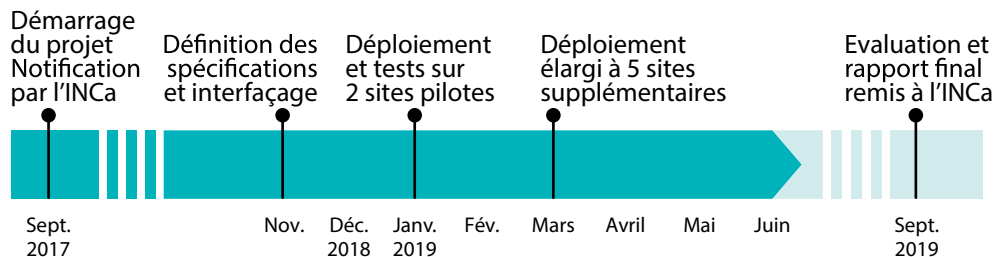 Démarrage
du projet
Notification
par l'INCa
Définition des
spécifications
et interfaçage
Déploiement
et tests sur
2 sites pilotes
Déploiement
élargi à 5 sites
supplémentaires
Evaluation et
rapport final
remis à l'INCa
Sept.
2017
Nov.
Déc.
2018
Janv.
2019
Fév.
Mars
Avril
Mai
Juin
Sept.
2019